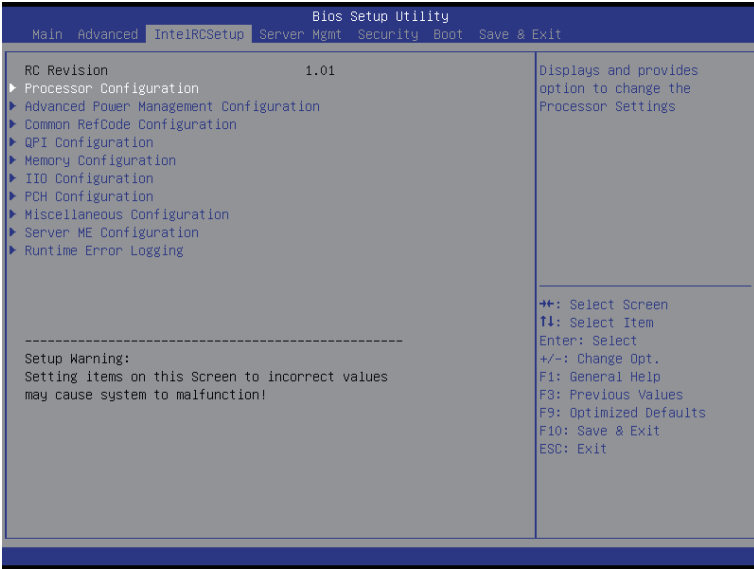 Bios Setup Utility
Main Advanced IntelRCSetup Server Mgmt Security Boot Save & Exit
RC Revision 1.01
Processor Configuration
Advanced Power Management Configuration
Common RefCode Configuration
QPI Configuration
Memory Configuration
IIO Configuration
PCH Configuration
Miscellaneous Configuration
Server ME Configuration
Runtime Error Logging
--------------------------------------------------
Setup Warning:
Setting items on this Screen to incorrect values
may cause system to malfunction!
Displays and provides
option to change the
Processor Settings
→←: Select Screen
↑↓: Select Item
Enter: Select
+/-: Change Opt.
F1: General Help
F3: Previous Values
F9: Optimized Defaults
F10: Save & Exit
ESC: Exit